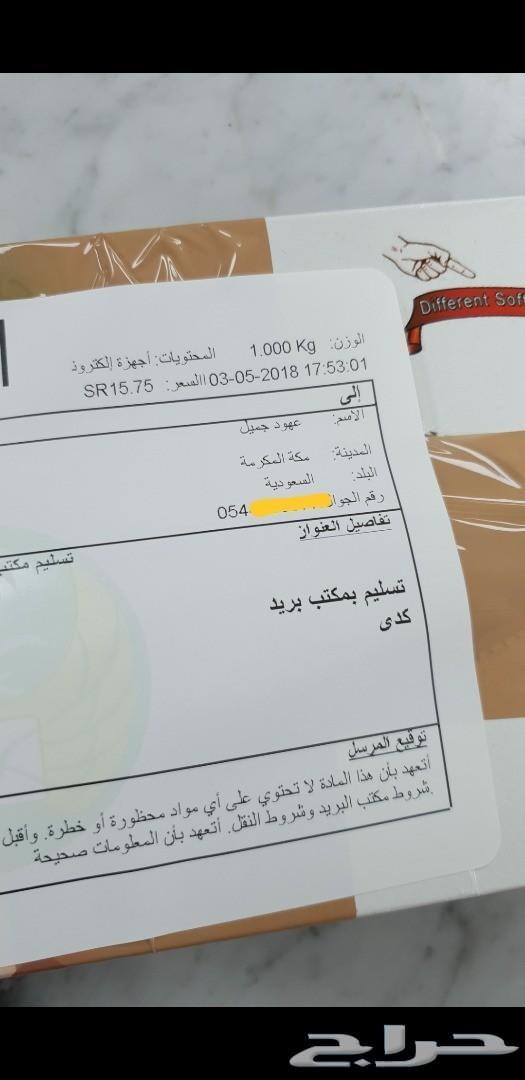 Different Soft
الوزن: 1.000 Kg المحتويات: أجهزة إلكترونـ
03-05-2018 17:53:01 السعر: SR15.75
إلى
الاسم: عهود جميل
المدينة: مكة المكرمة
البلد: السعودية
رقم الجوال 054
تفاصيل العنوان
تسليم مكتب
تسليم بمكتب بريد
كدى
توقيع المرسل
أتعهد بأن هذا المادة لا تحتوي على أي مواد محظورة أو خطرة. وأقبل
شروط مكتب البريد وشروط النقل. أتعهد بأن المعلومات صحيحة.
حراج